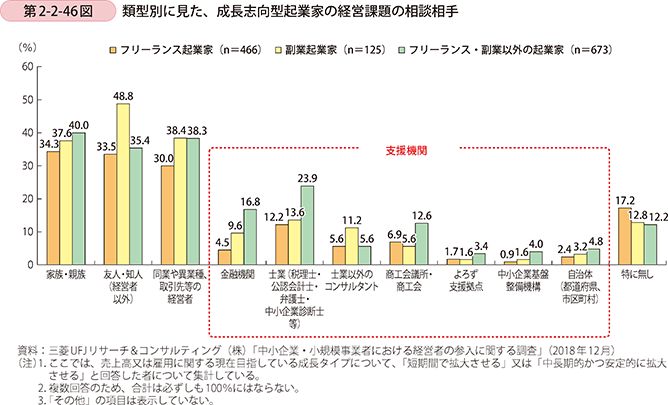 第2-2-46図 類型別に見た、成長志向型起業家の経営課題の相談相手
(%)
フリーランス起業家（n=466） 副業起業家（n=125） フリーランス・副業以外の起業家（n=673）
60
50
40
30
20
10
0
支援機関
34.3 37.6 40.0
33.5 48.8 35.4
30.0 38.4 38.3
4.5 9.6 16.8
12.2 13.6 23.9
5.6 11.2 5.6
6.9 5.6 12.6
1.7 1.6 3.4
0.9 1.6 4.0
2.4 3.2 4.8
17.2 12.8 12.2
家族・親族
友人・知人
（経営者
以外）
同業や異業種、
取引先等の
経営者
金融機関
士業（税理士・
公認会計士・
弁護士・
中小企業診断士
等）
士業以外の
コンサルタント
商工会議所・
商工会
よろず
支援拠点
中小企業基盤
整備機構
自治体
（都道府県、
市区町村）
特に無し
資料：三菱UFJリサーチ&コンサルティング（株）「中小企業・小規模事業者における経営者の参入に関する調査」（2018年12月）
（注）1. ここでは、売上高又は雇用に関する現在目指している成長タイプについて、「短期間で拡大させる」又は「中長期的かつ安定的に拡大
させる」と回答した者について集計している。
2. 複数回答のため、合計は必ずしも100%にはならない。
3.「その他」の項目は表示していない。